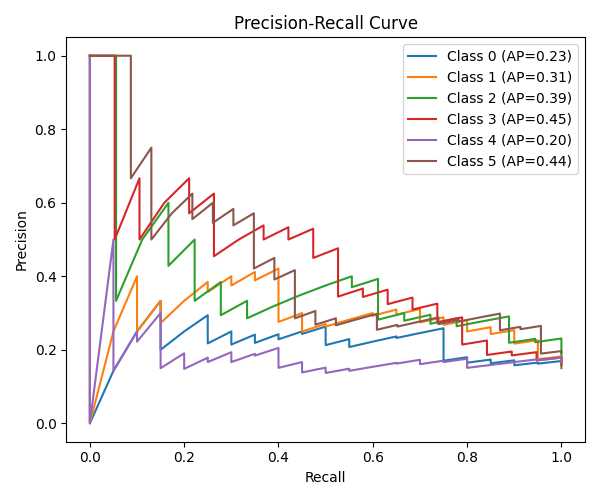 Precision-Recall Curve
Precision
1.0
0.8
0.6
0.4
0.2
0.0
Class 0 (AP=0.23)
Class 1 (AP=0.31)
Class 2 (AP=0.39)
Class 3 (AP=0.45)
Class 4 (AP=0.20)
Class 5 (AP=0.44)
0.0 0.2 0.4 0.6 0.8 1.0
Recall